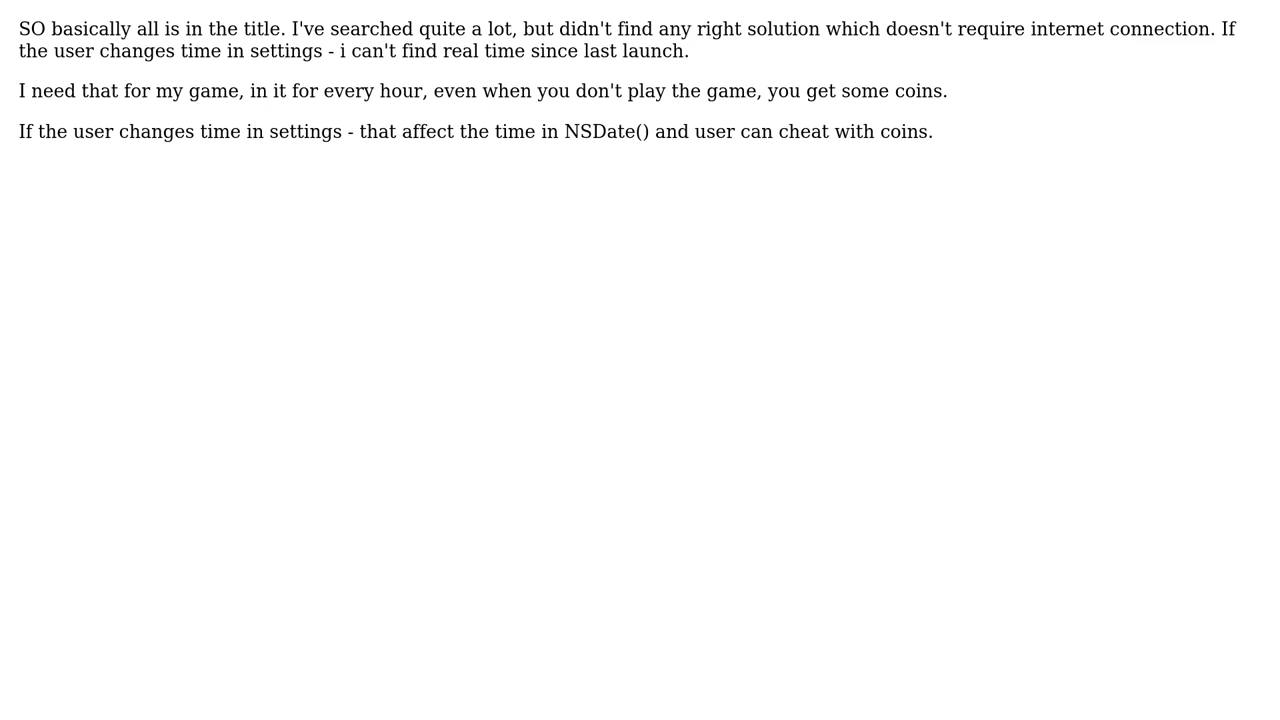 SO basically all is in the title. I've searched quite a lot, but didn't find any right solution which doesn't require internet connection. If
the user changes time in settings - i can't find real time since last launch.
I need that for my game, in it for every hour, even when you don't play the game, you get some coins.
If the user changes time in settings - that affect the time in NSDate() and user can cheat with coins.